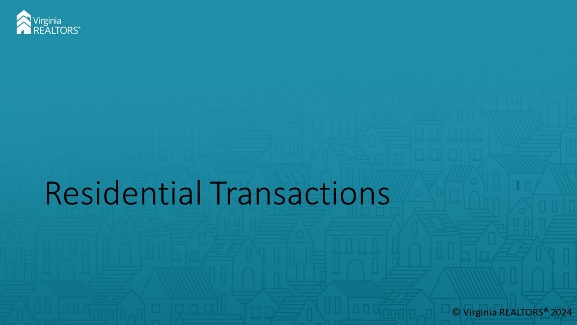 Virginia
REALTORS®
Residential Transactions
© Virginia REALTORS® 2024